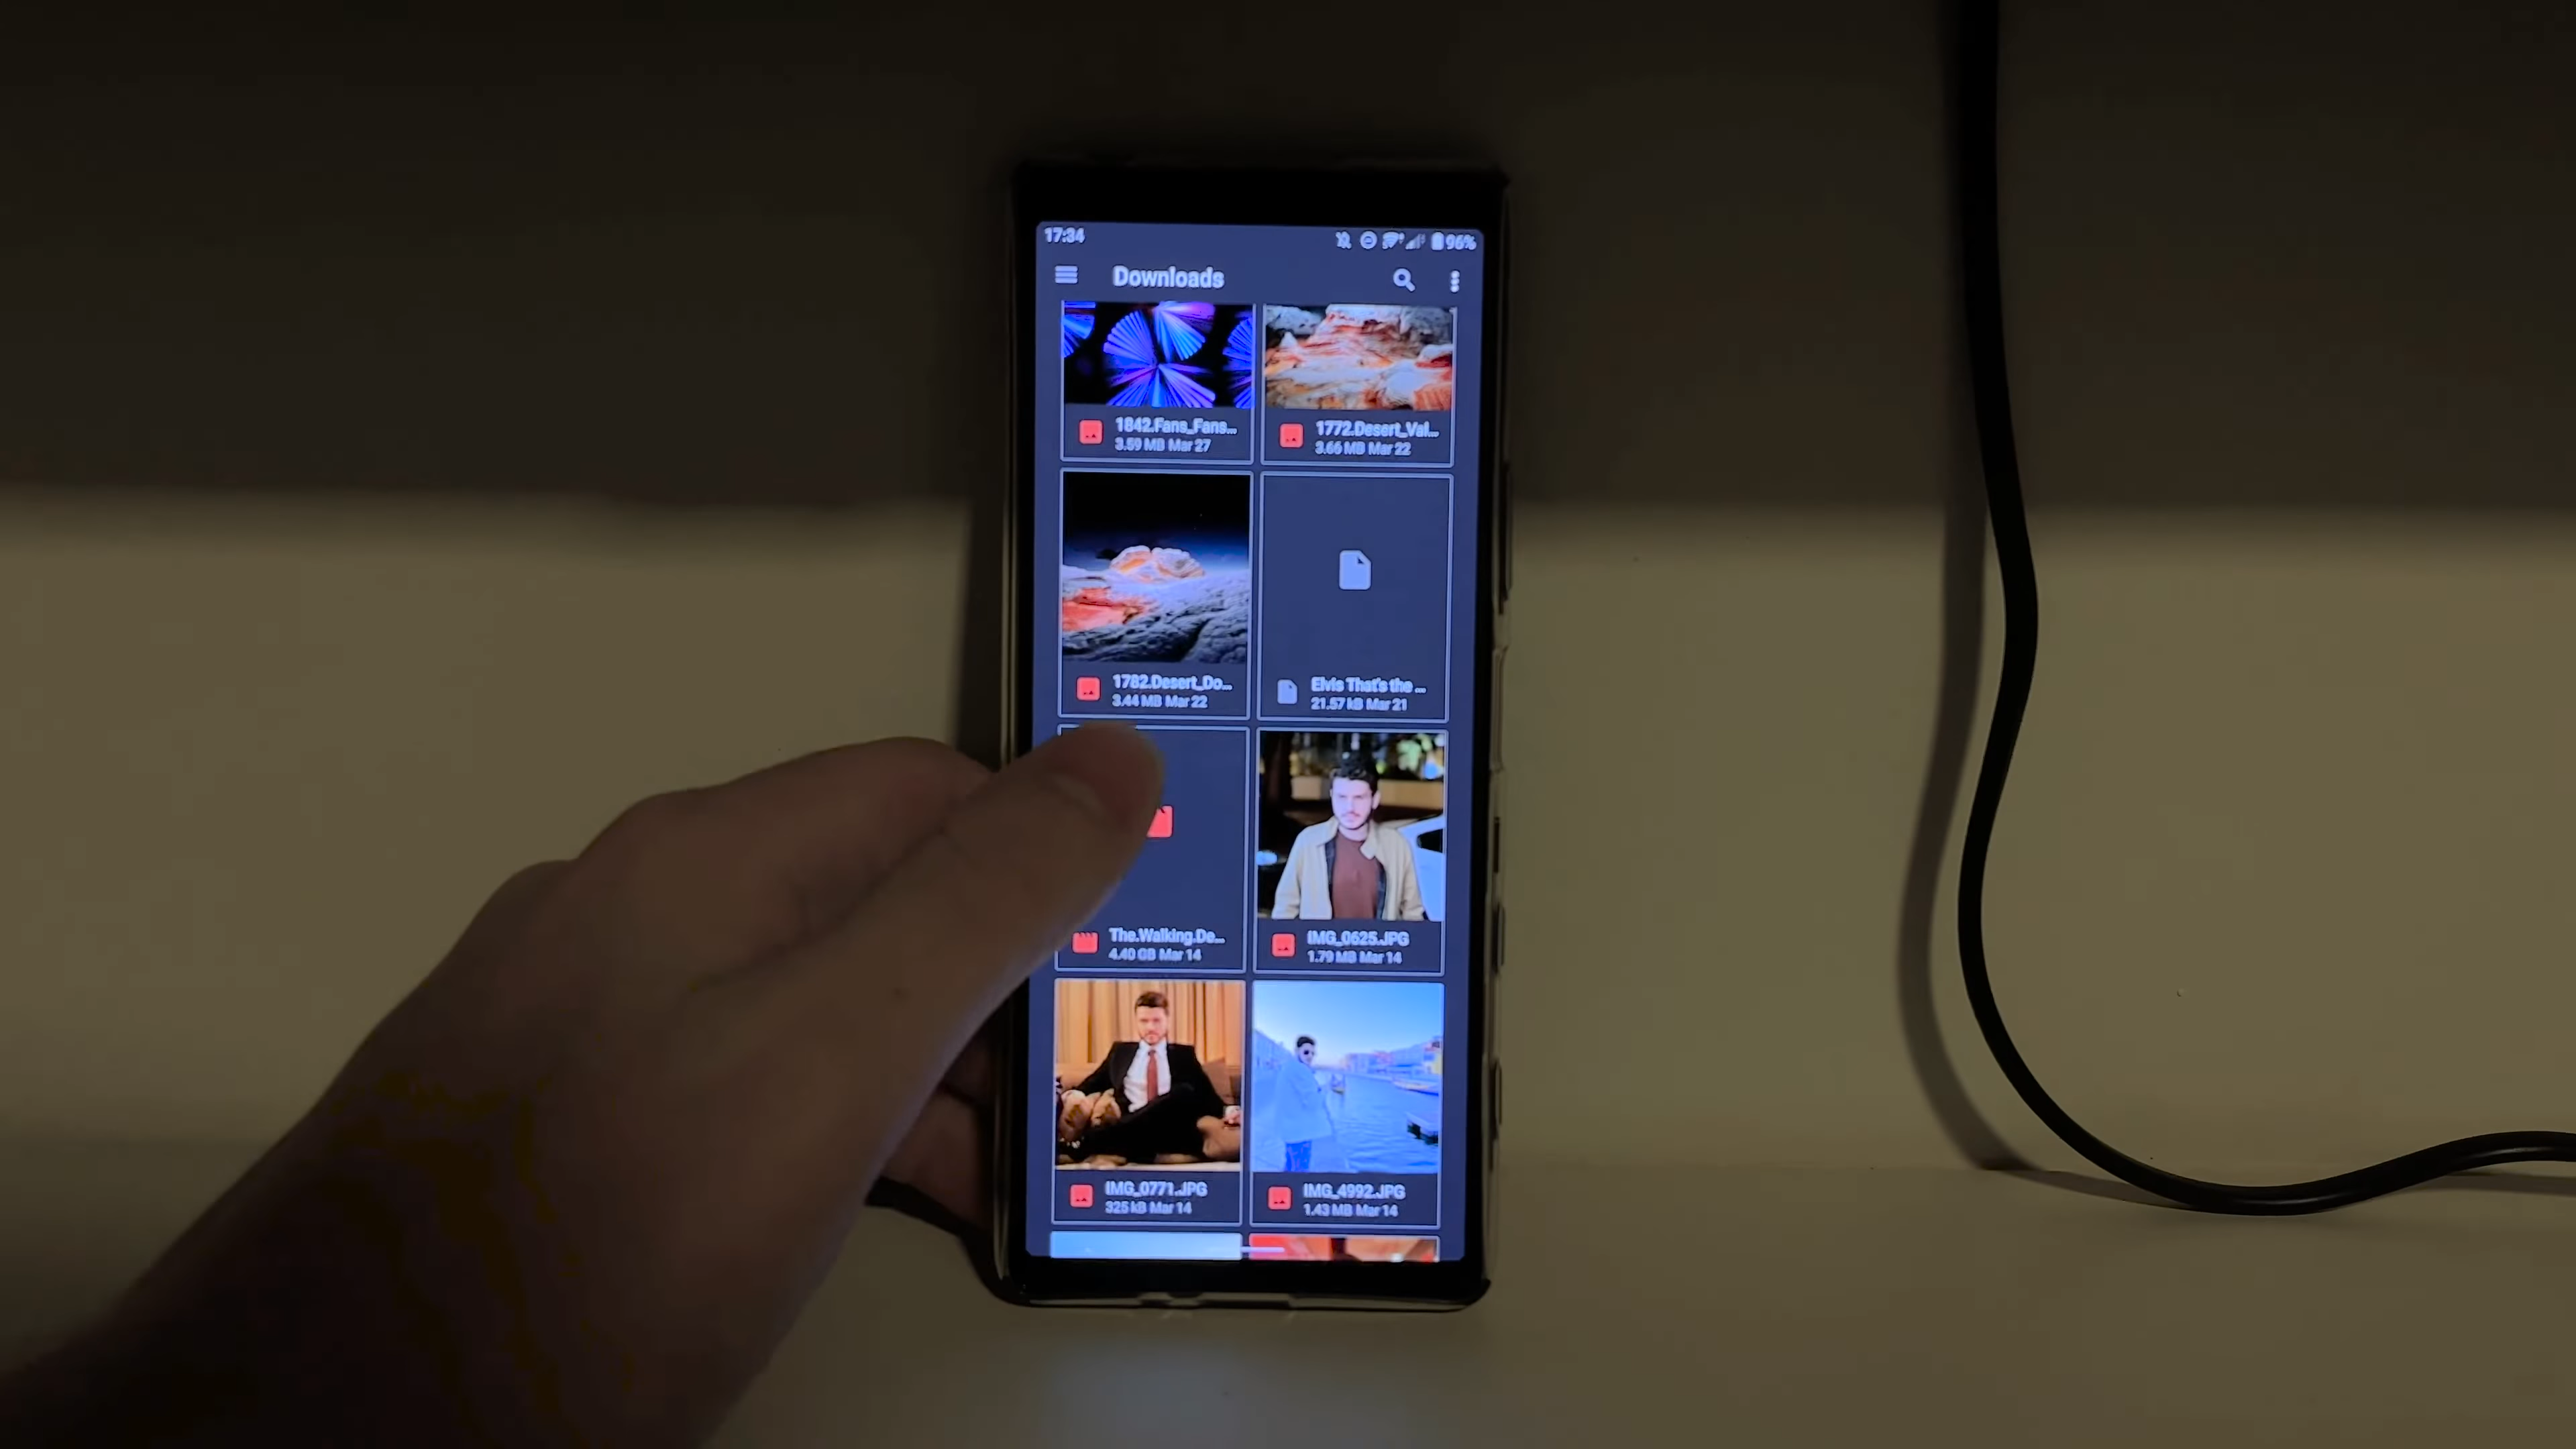 17:34
96%
Downloads
1842.Fans_Fans...
3.59 MB Mar 27
1772.Desert_Val...
3.66 MB Mar 22
1782.Desert_Do...
3.44 MB Mar 22
Elvis That's the ...
21.57 kB Mar 21
The.Walking.De...
4.40 GB Mar 14
IMG_0625.JPG
1.79 MB Mar 14
IMG_0771.JPG
325 kB Mar 14
IMG_4992.JPG
1.43 MB Mar 14